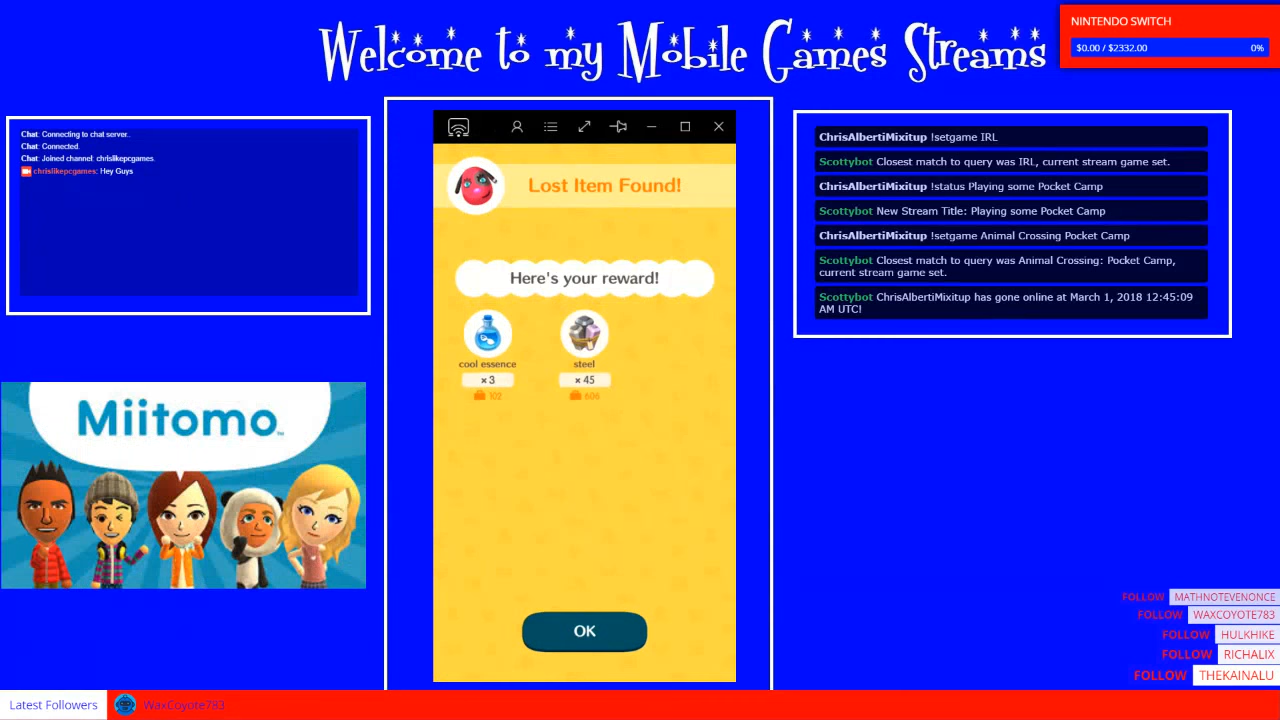 Welcome to my Mobile Games Streams
NINTENDO SWITCH
$0.00 / $2332.00 0%
Chat: Connecting to chat server..
Chat: Connected.
Chat: Joined channel: chrislikepcgames.
chrislikepcgames: Hey Guys
Lost Item Found!
Here's your reward!
cool essence steel
×3 ×45
102 606
OK
ChrisAlbertiMixitup !setgame IRL
Scottybot Closest match to query was IRL, current stream game set.
ChrisAlbertiMixitup !status Playing some Pocket Camp
Scottybot New Stream Title: Playing some Pocket Camp
ChrisAlbertiMixitup !setgame Animal Crossing Pocket Camp
Scottybot Closest match to query was Animal Crossing: Pocket Camp,
current stream game set.
Scottybot ChrisAlbertiMixitup has gone online at March 1, 2018 12:45:09
AM UTC!
Miitomo™
FOLLOW MATHNOTEVENONCE
FOLLOW WAXCOYOTE783
FOLLOW HULKHIKE
FOLLOW RICHALIX
FOLLOW THEKAINALU
Latest Followers WaxCoyote783